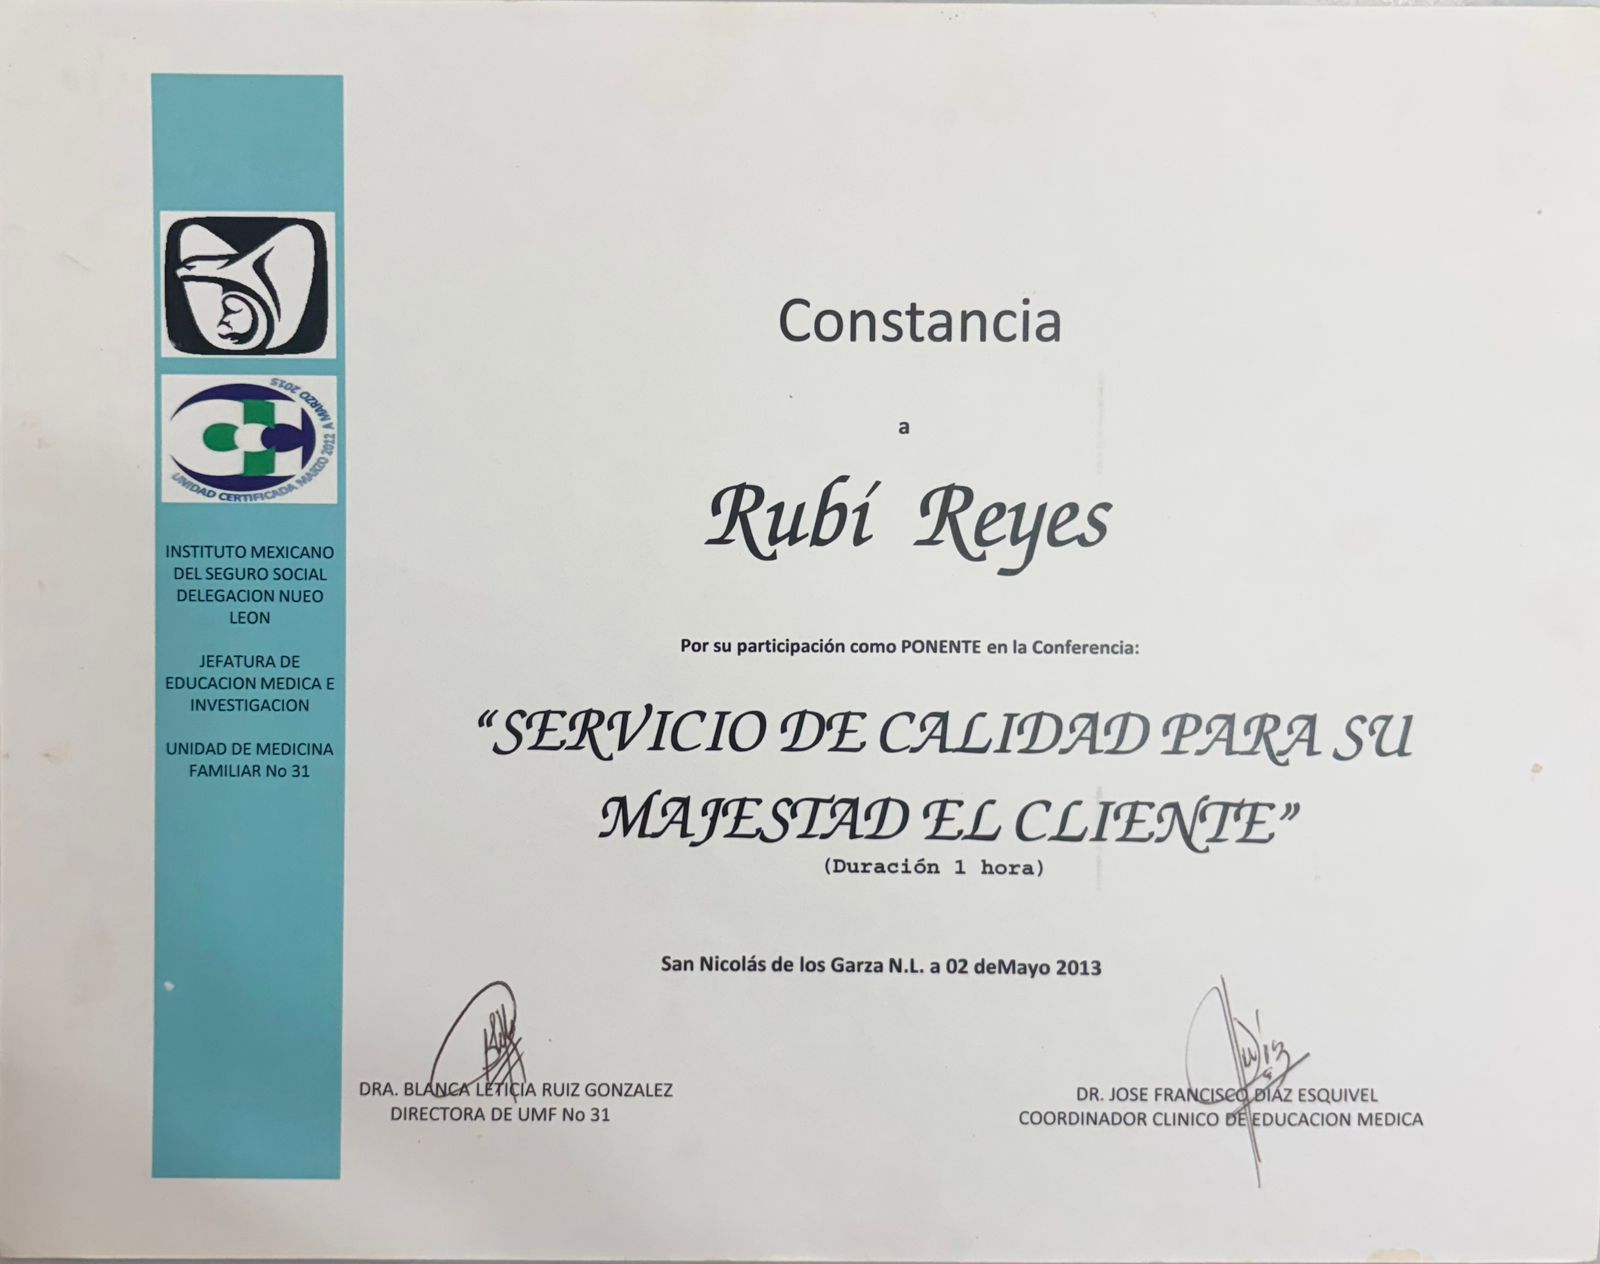 UNIDAD CERTIFICADA MARZO 2012 A MARZO 2015
INSTITUTO MEXICANO
DEL SEGURO SOCIAL
DELEGACION NUEO
LEON
JEFATURA DE
EDUCACION MEDICA E
INVESTIGACION
UNIDAD DE MEDICINA
FAMILIAR No 31
Constancia
a
Rubí Reyes
Por su participación como PONENTE en la Conferencia:
“SERVICIO DE CALIDAD PARA SU
MAJESTAD EL CLIENTE”
(Duración 1 hora)
San Nicolás de los Garza N.L. a 02 deMayo 2013
DRA. BLANCA LETICIA RUIZ GONZALEZ
DIRECTORA DE UMF No 31
DR. JOSE FRANCISCO DIAZ ESQUIVEL
COORDINADOR CLINICO DE EDUCACION MEDICA